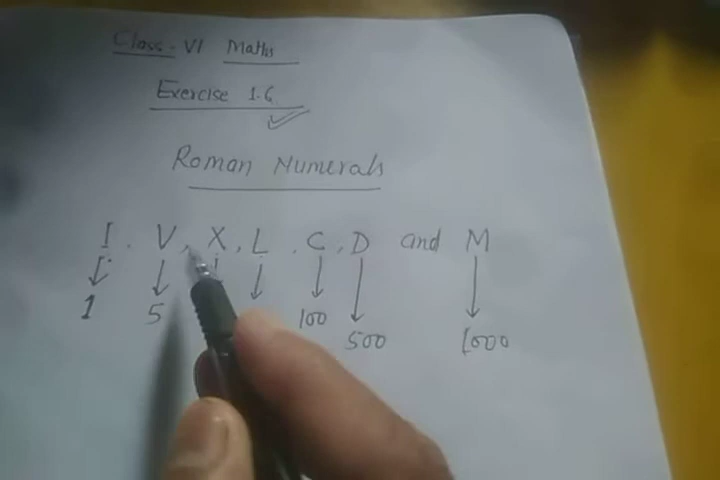 Class - VI Maths
Exercise 1.6
Roman Numerals
I, V, X, L, C, D and M
1 5 100 500 1000